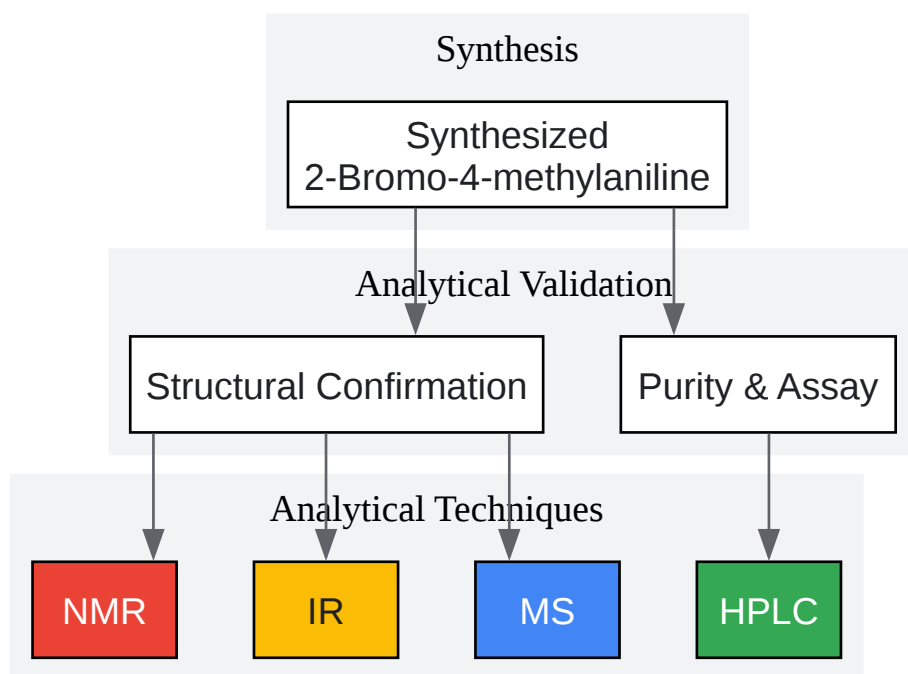 Synthesis
Synthesized
2-Bromo-4-methylaniline
Analytical Validation
Structural Confirmation
Purity & Assay
Analytical Techniques
NMR
IR
MS
HPLC